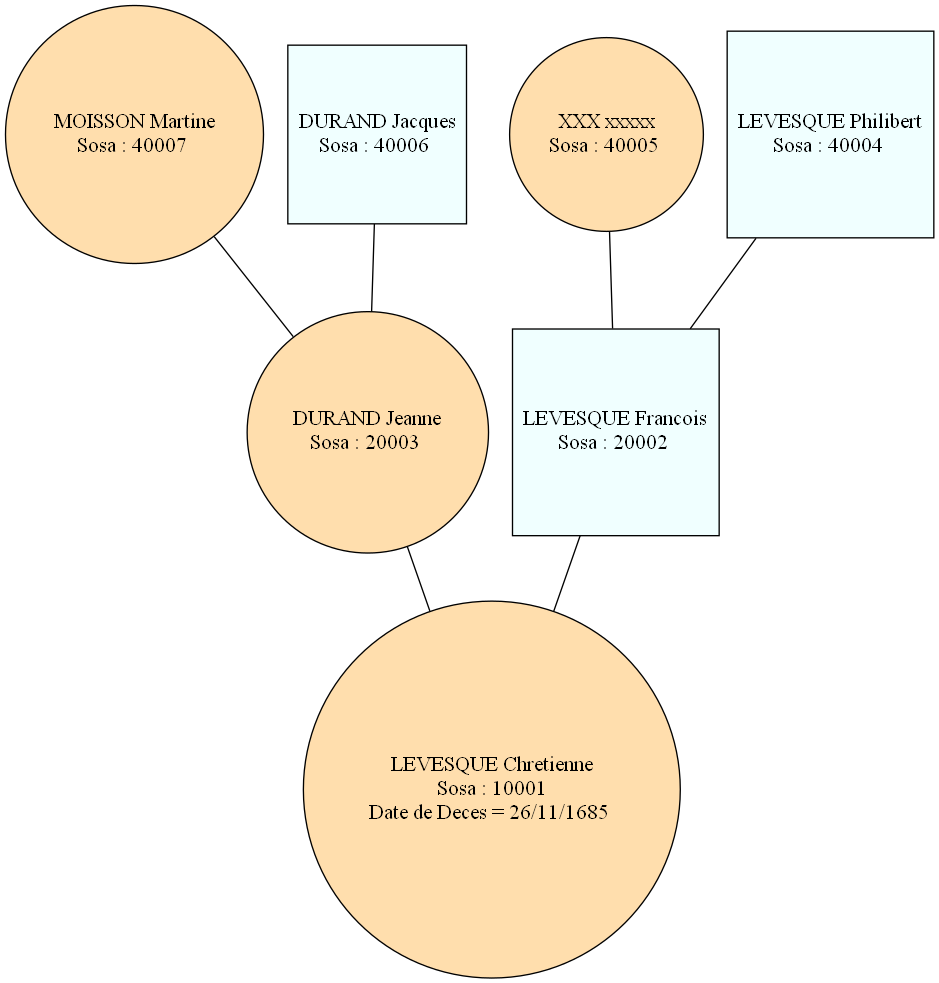 MOISSON Martine
Sosa : 40007
DURAND Jacques
Sosa : 40006
XXX xxxxx
Sosa : 40005
LEVESQUE Philibert
Sosa : 40004
DURAND Jeanne
Sosa : 20003
LEVESQUE Francois
Sosa : 20002
LEVESQUE Chretienne
Sosa : 10001
Date de Deces = 26/11/1685